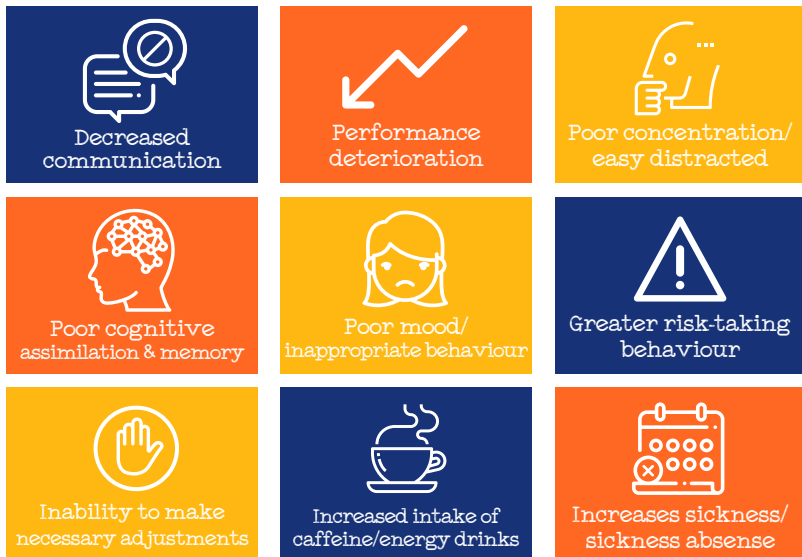 Decreased
communication
Performance
deterioration
Poor concentration/
easy distracted
Poor cognitive
assimilation & memory
Poor mood/
inappropriate behaviour
Greater risk-taking
behaviour
Inability to make
necessary adjustments
Increased intake of
caffeine/energy drinks
Increases sickness/
sickness absense